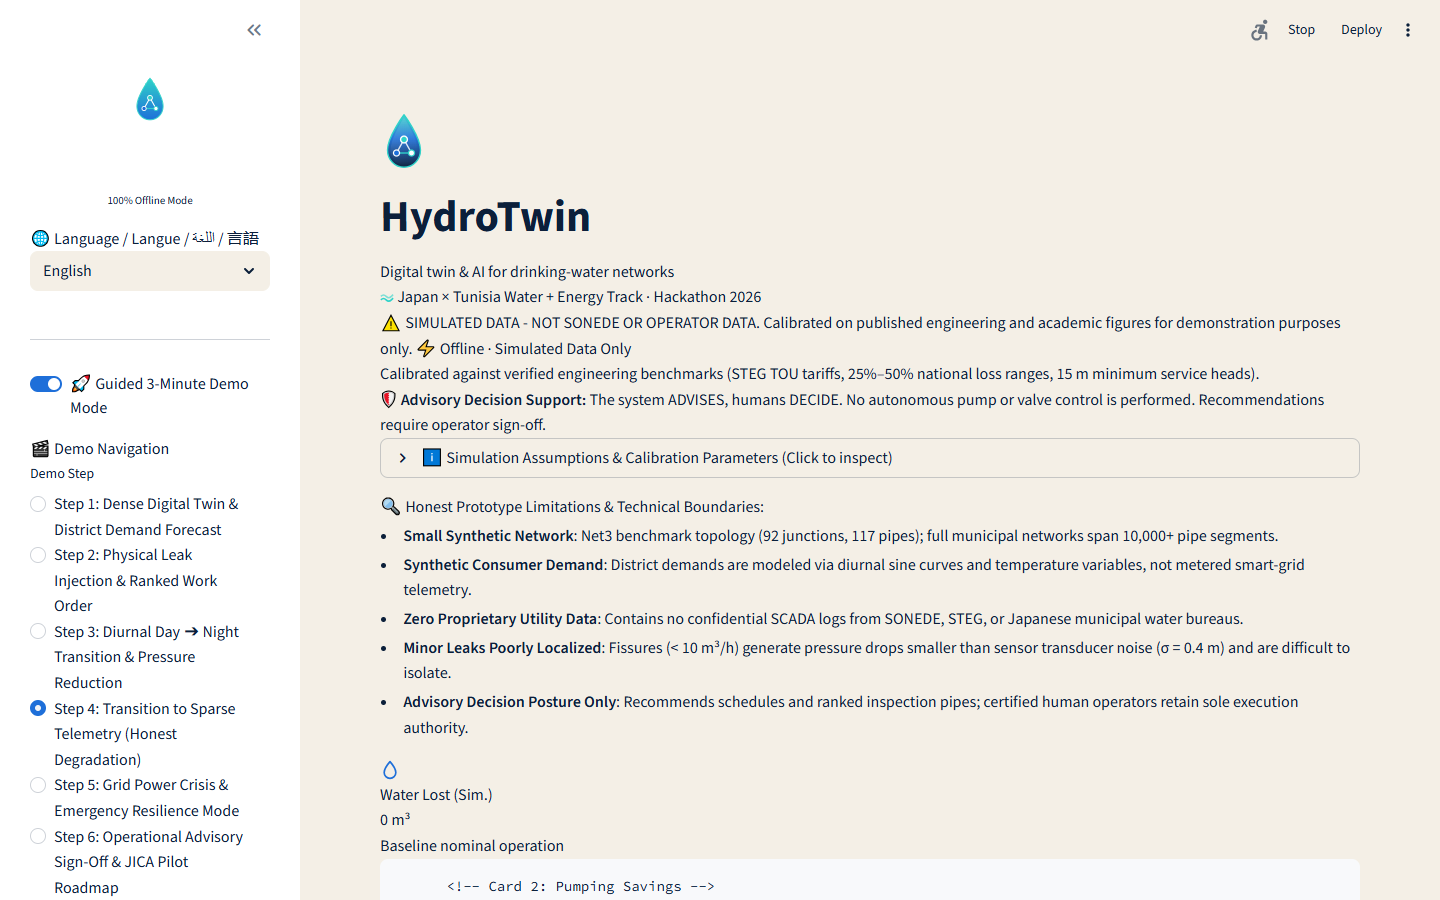 Stop
Deploy
100% Offline Mode
Language / Langue / اللغة / 言語
English
Guided 3-Minute Demo
Mode
Demo Navigation
Demo Step
Step 1: Dense Digital Twin &
District Demand Forecast
Step 2: Physical Leak
Injection & Ranked Work
Order
Step 3: Diurnal Day ➔ Night
Transition & Pressure
Reduction
Step 4: Transition to Sparse
Telemetry (Honest
Degradation)
Step 5: Grid Power Crisis &
Emergency Resilience Mode
Step 6: Operational Advisory
Sign-Off & JICA Pilot
Roadmap
HydroTwin
Digital twin & AI for drinking-water networks
Japan × Tunisia Water + Energy Track · Hackathon 2026
⚠️ SIMULATED DATA - NOT SONEDE OR OPERATOR DATA. Calibrated on published engineering and academic figures for demonstration purposes
only. ⚡ Offline · Simulated Data Only
Calibrated against verified engineering benchmarks (STEG TOU tariffs, 25%–50% national loss ranges, 15 m minimum service heads).
Advisory Decision Support: The system ADVISES, humans DECIDE. No autonomous pump or valve control is performed. Recommendations
require operator sign-off.
Simulation Assumptions & Calibration Parameters (Click to inspect)
Honest Prototype Limitations & Technical Boundaries:
• Small Synthetic Network: Net3 benchmark topology (92 junctions, 117 pipes); full municipal networks span 10,000+ pipe segments.
• Synthetic Consumer Demand: District demands are modeled via diurnal sine curves and temperature variables, not metered smart-grid
telemetry.
• Zero Proprietary Utility Data: Contains no confidential SCADA logs from SONEDE, STEG, or Japanese municipal water bureaus.
• Minor Leaks Poorly Localized: Fissures (< 10 m³/h) generate pressure drops smaller than sensor transducer noise (σ = 0.4 m) and are difficult to
isolate.
• Advisory Decision Posture Only: Recommends schedules and ranked inspection pipes; certified human operators retain sole execution
authority.
Water Lost (Sim.)
0 m³
Baseline nominal operation
<!-- Card 2: Pumping Savings -->